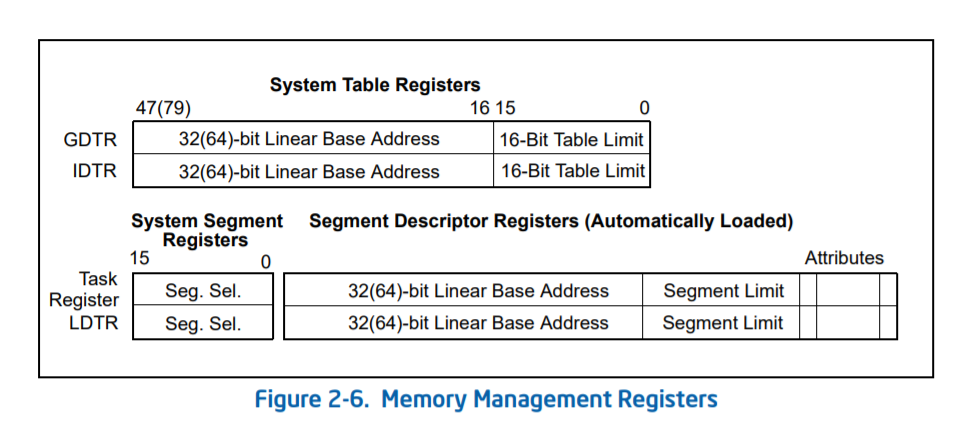 System Table Registers
47(79) 16 15 0
GDTR 32(64)-bit Linear Base Address 16-Bit Table Limit
IDTR 32(64)-bit Linear Base Address 16-Bit Table Limit
System Segment Segment Descriptor Registers (Automatically Loaded)
Registers
15 0 Attributes
Task
Register Seg. Sel. 32(64)-bit Linear Base Address Segment Limit
LDTR Seg. Sel. 32(64)-bit Linear Base Address Segment Limit
Figure 2-6. Memory Management Registers